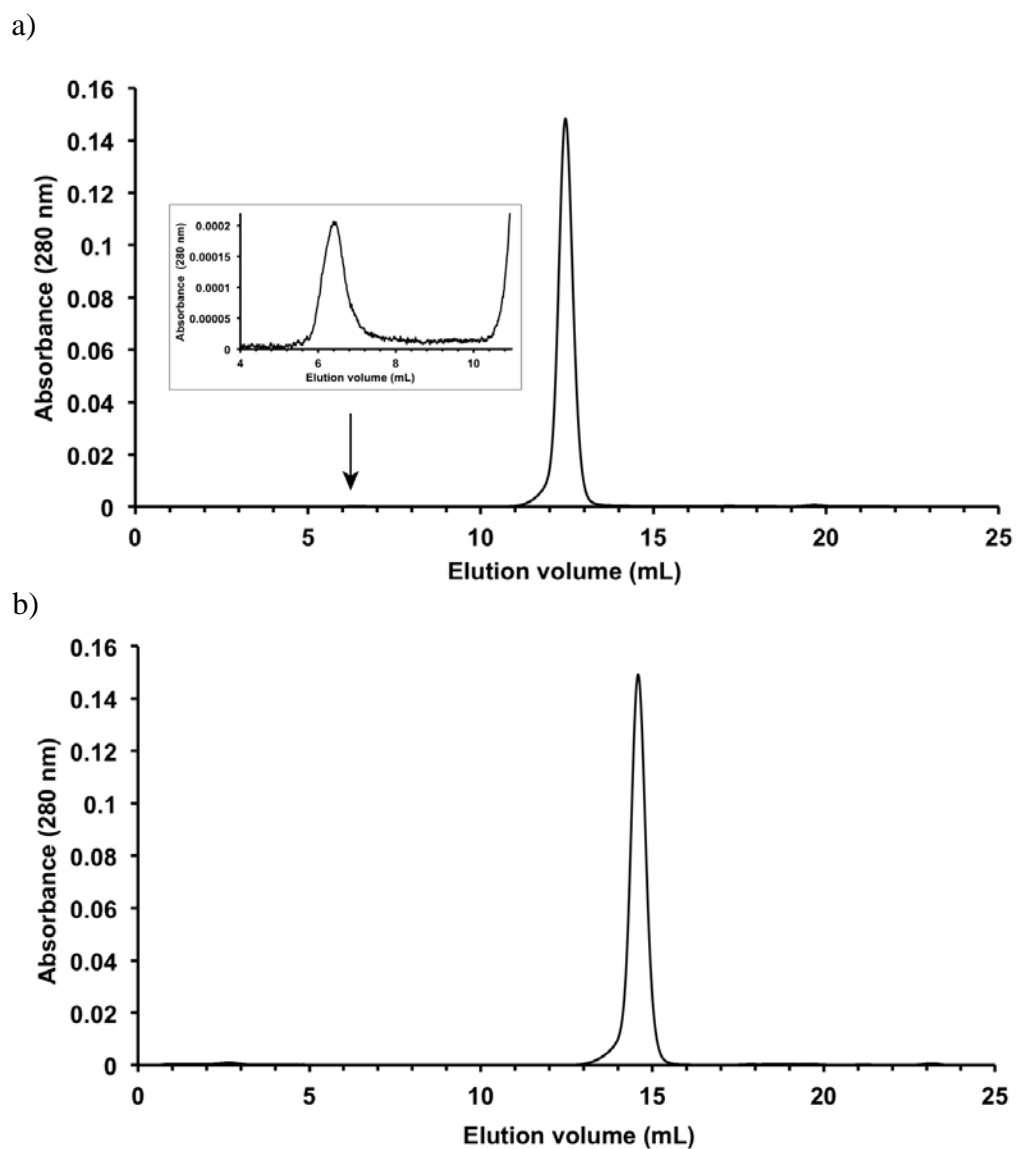 a)
0.16
0.14
0.12
0.1
0.08
0.06
0.04
0.02
0
Absorbance (280 nm)
0.0002
0.00015
0.0001
0.00005
0
Absorbance (280 nm)
4 6 8 10
Elution volume (mL)
0 5 10 15 20 25
Elution volume (mL)
b)
0.16
0.14
0.12
0.1
0.08
0.06
0.04
0.02
0
Absorbance (280 nm)
0 5 10 15 20 25
Elution volume (mL)